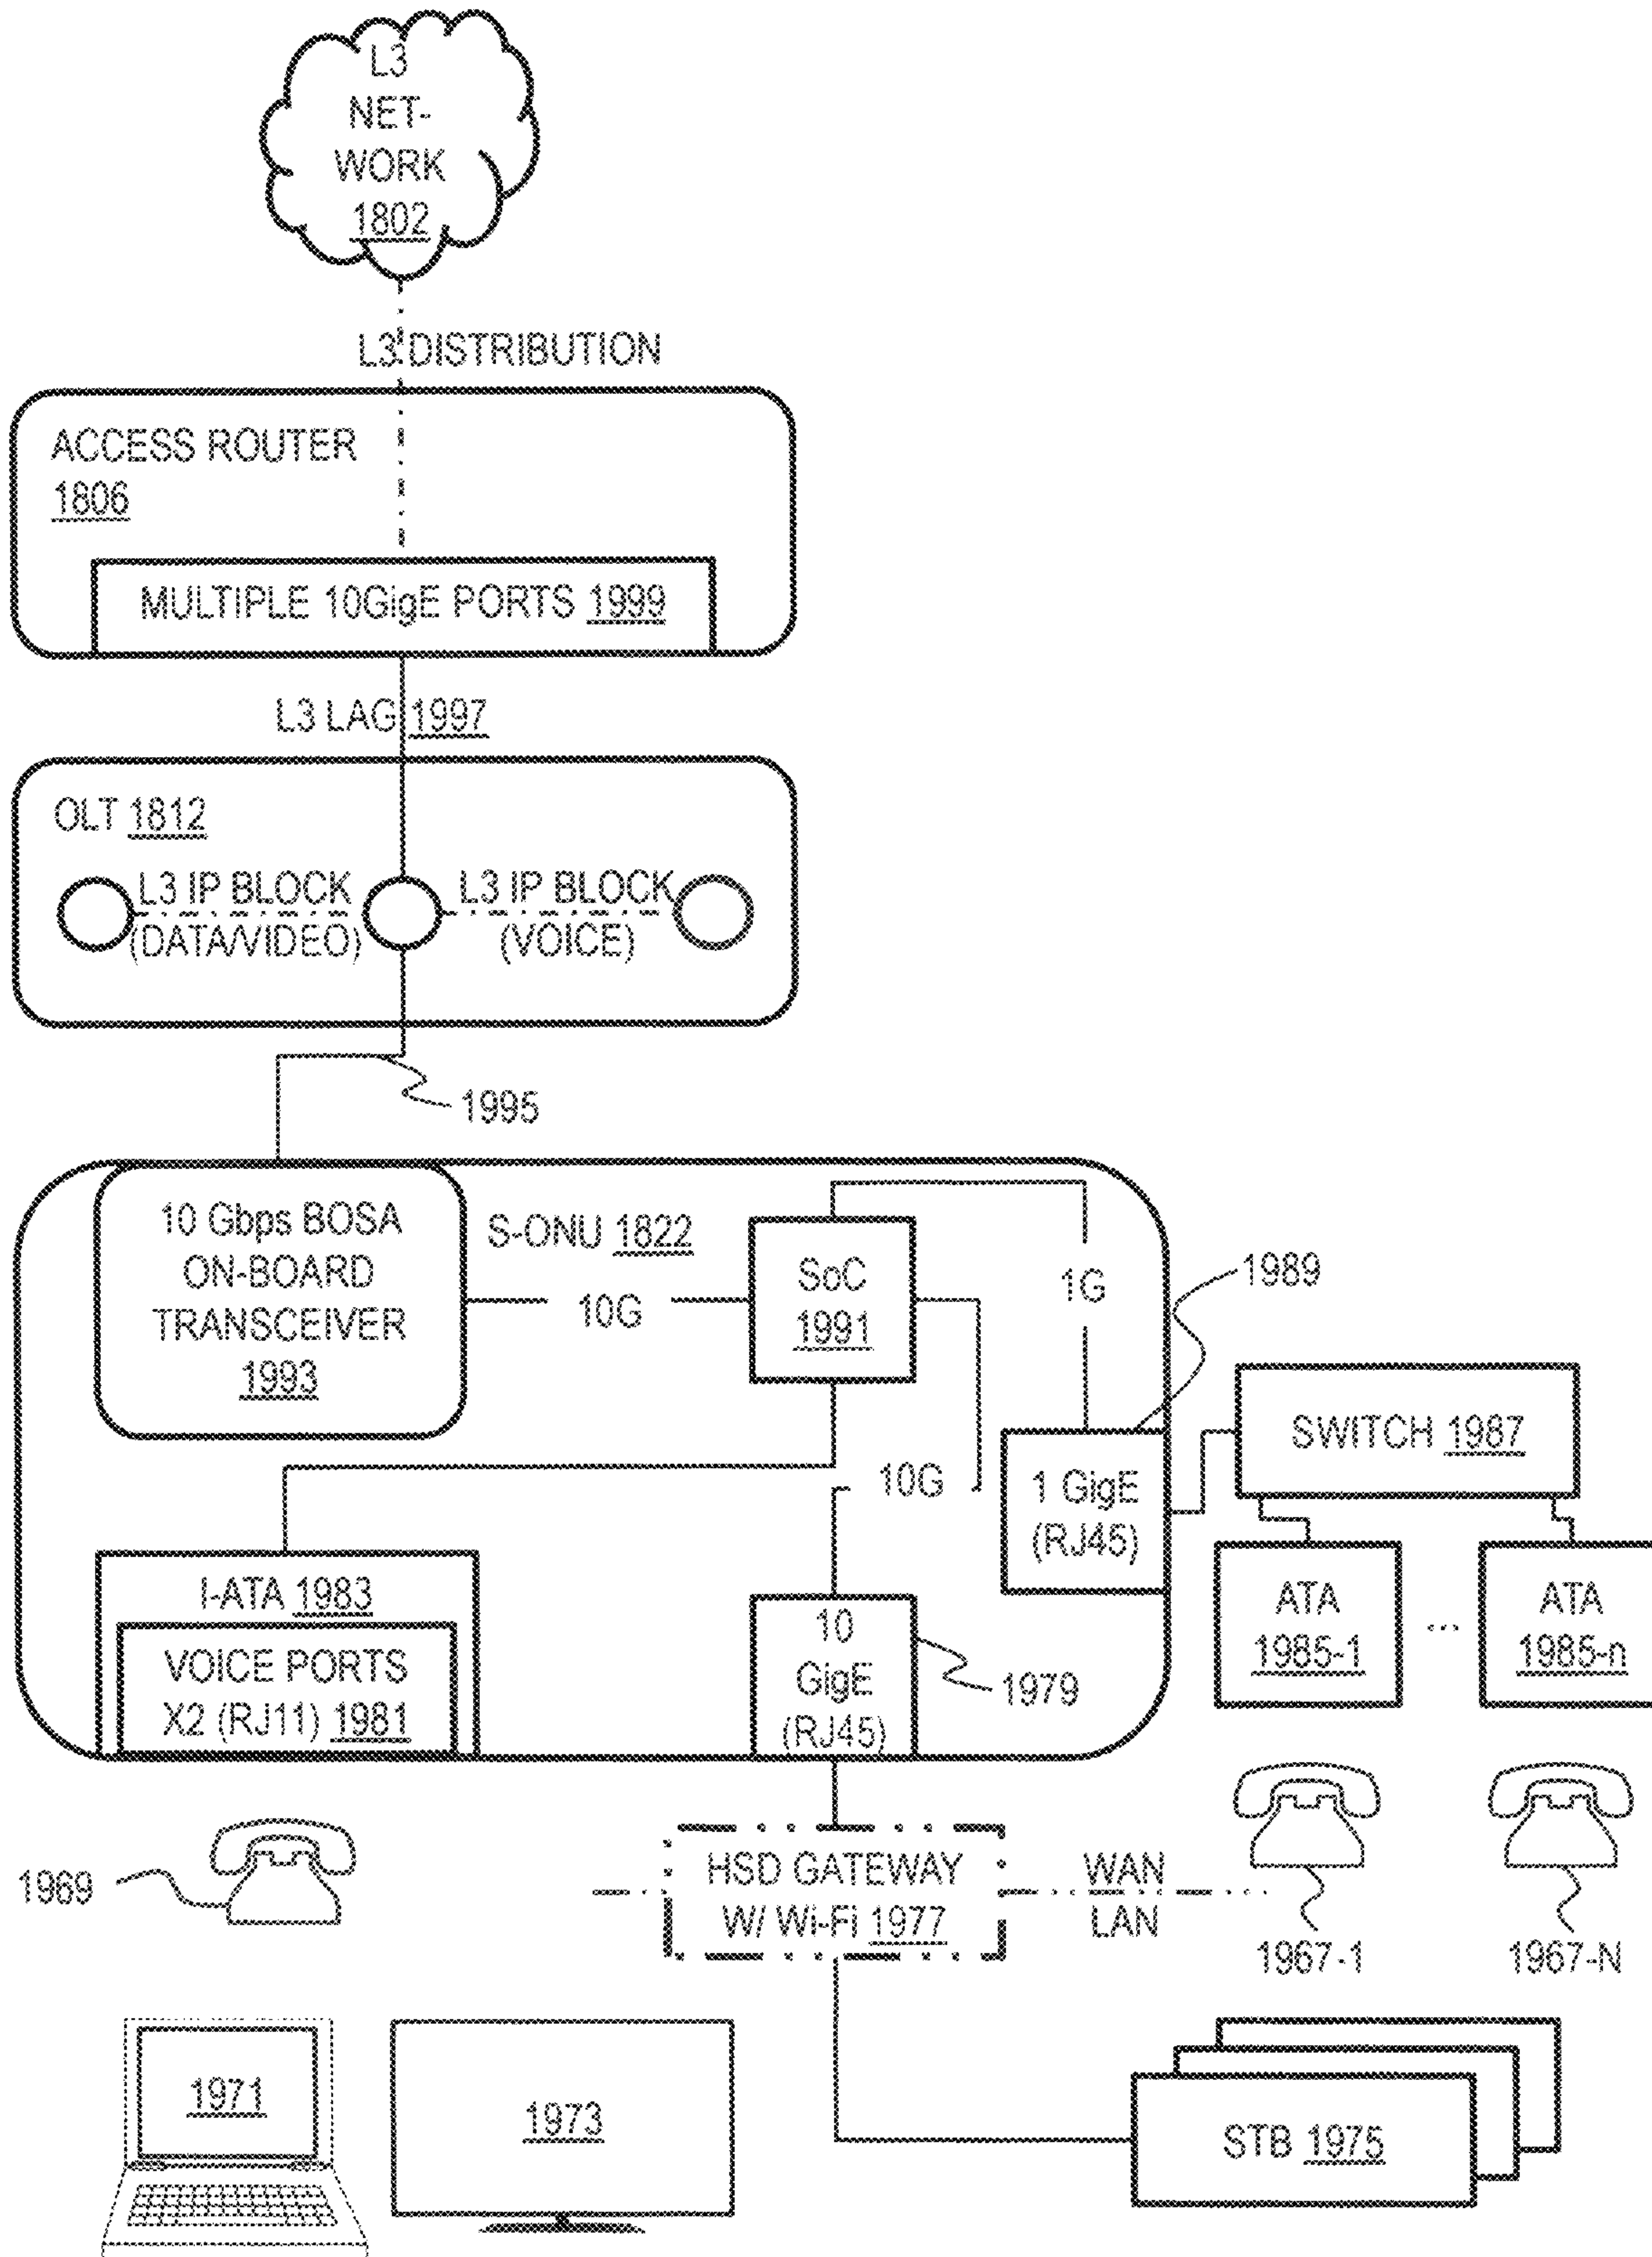 L3
NET-
WORK
1802
L3 DISTRIBUTION
ACCESS ROUTER
1806
MULTIPLE 10GigE PORTS 1999
L3 LAG 1997
OLT 1812
L3 IP BLOCK
(DATA/VIDEO)
L3 IP BLOCK
(VOICE)
1995
10 Gbps BOSA
ON-BOARD
TRANSCEIVER
1993
S-ONU 1822
10G
SoC
1991
1G
1989
SWITCH 1987
10G
1 GigE
(RJ45)
I-ATA 1983
VOICE PORTS
X2 (RJ11) 1981
10
GigE
(RJ45)
1979
ATA
1985-1
...
ATA
1985-n
1969
HSD GATEWAY
W/ Wi-Fi 1977
WAN
LAN
1967-1
1967-N
1971
1973
STB 1975